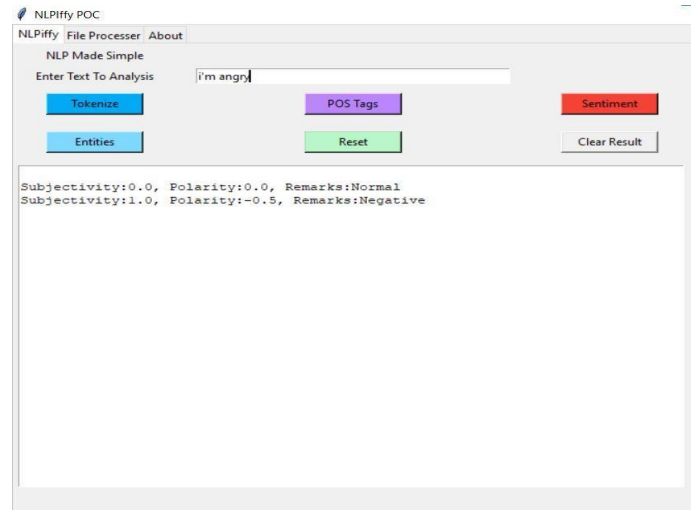 NLPIffy POC
NLPiffy File Processer About
NLP Made Simple
Enter Text To Analysis i'm angry
Tokenize POS Tags Sentiment
Entities Reset Clear Result
Subjectivity:0.0, Polarity:0.0, Remarks:Normal
Subjectivity:1.0, Polarity:-0.5, Remarks:Negative